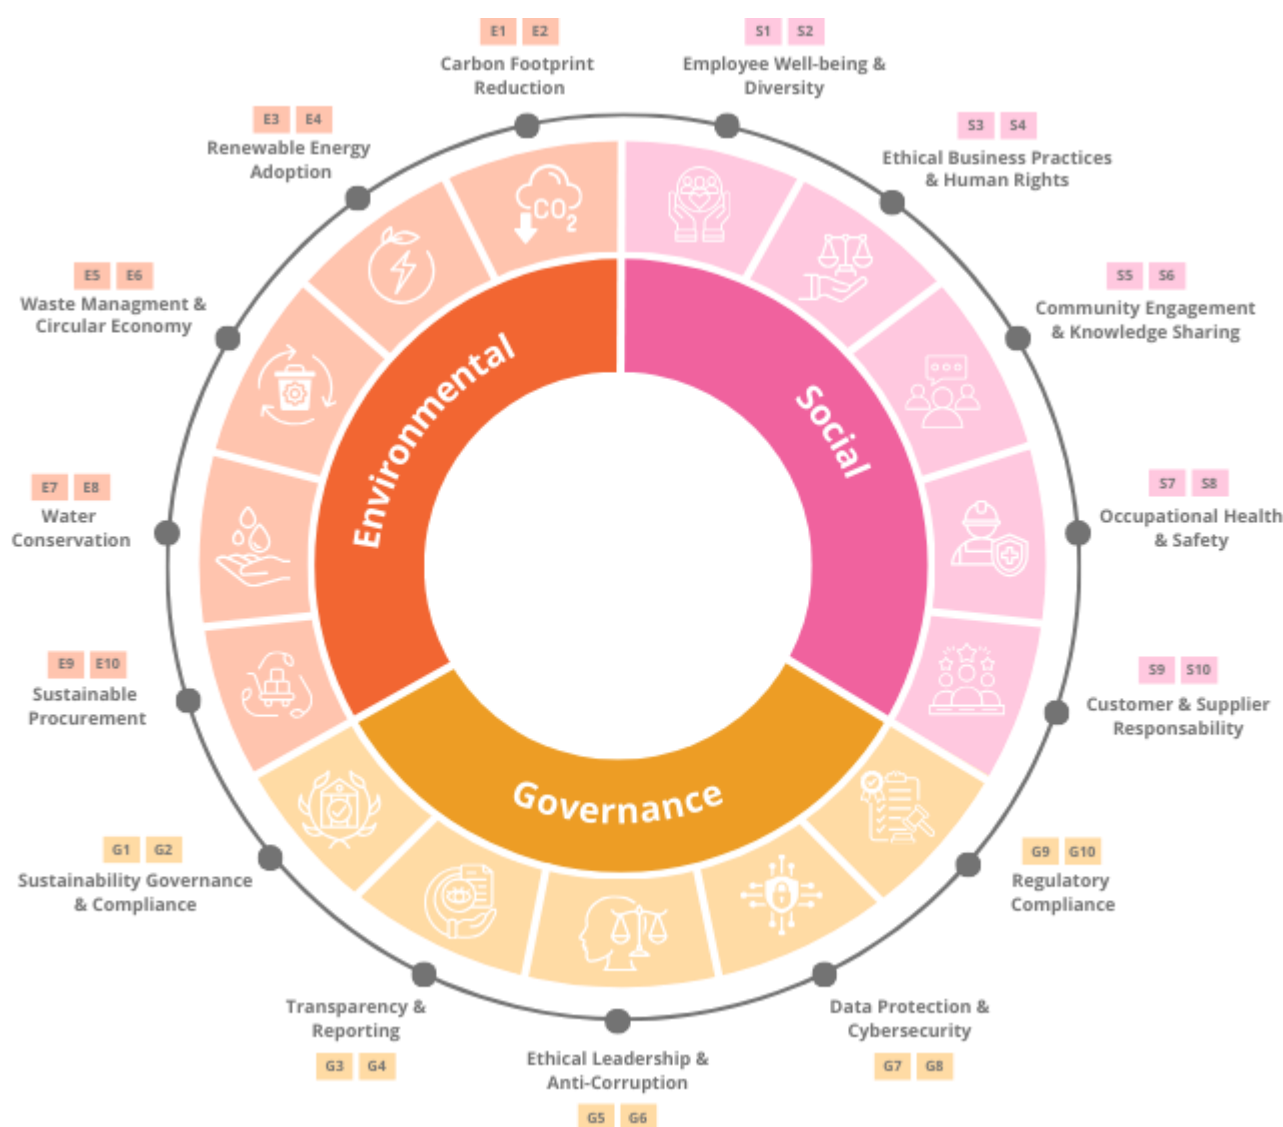 E1 E2
Carbon Footprint
Reduction
S1 S2
Employee Well-being &
Diversity
E3 E4
Renewable Energy
Adoption
S3 S4
Ethical Business Practices
& Human Rights
E5 E6
Waste Managment &
Circular Economy
S5 S6
Community Engagement
& Knowledge Sharing
E7 E8
Water
Conservation
S7 S8
Occupational Health
& Safety
E9 E10
Sustainable
Procurement
S9 S10
Customer & Supplier
Responsability
G1 G2
Sustainability Governance
& Compliance
G9 G10
Regulatory
Compliance
Transparency &
Reporting
G3 G4
Ethical Leadership &
Anti-Corruption
G5 G6
Data Protection &
Cybersecurity
G7 G8
CO2
Environmental
Social
Governance